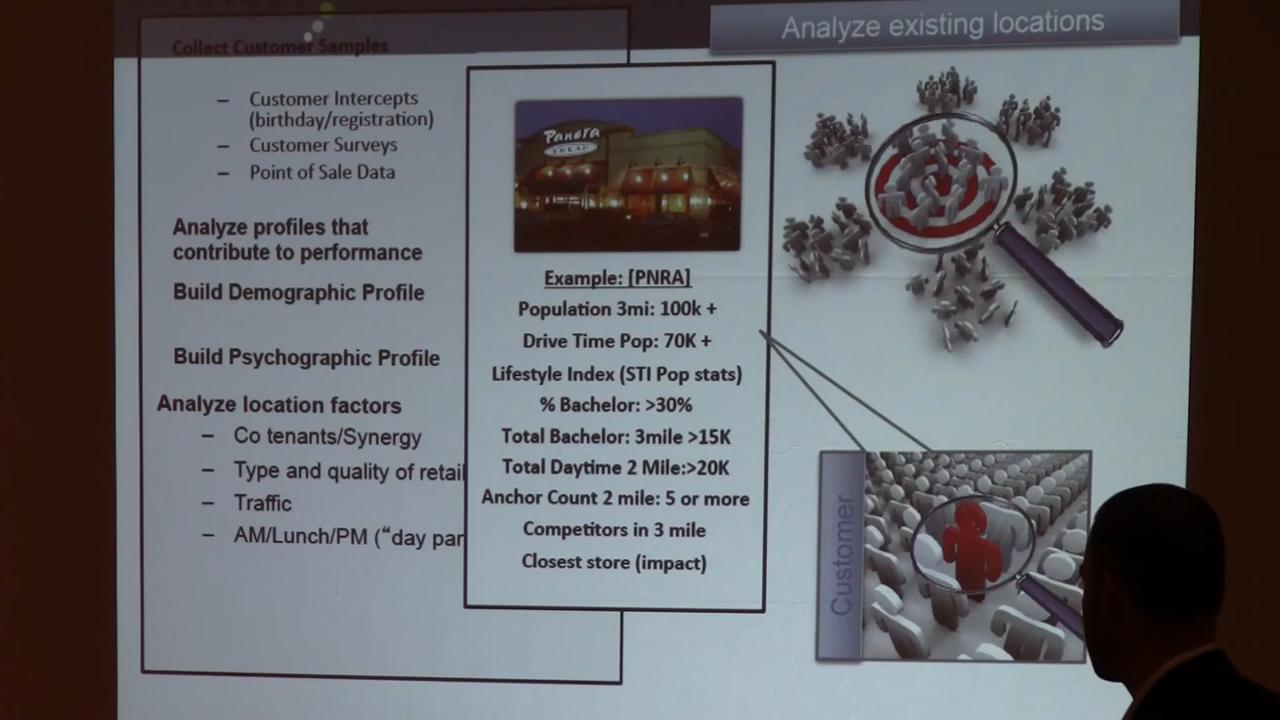 Analyze existing locations
Collect Customer Samples
– Customer Intercepts
(birthday/registration)
– Customer Surveys
– Point of Sale Data
Analyze profiles that
contribute to performance
Build Demographic Profile
Build Psychographic Profile
Analyze location factors
– Co tenants/Synergy
– Type and quality of retail
– Traffic
– AM/Lunch/PM (“day par
Panera
BREAD
Example: [PNRA]
Population 3mi: 100k +
Drive Time Pop: 70K +
Lifestyle Index (STI Pop stats)
% Bachelor: >30%
Total Bachelor: 3mile >15K
Total Daytime 2 Mile:>20K
Anchor Count 2 mile: 5 or more
Competitors in 3 mile
Closest store (impact)
Customer